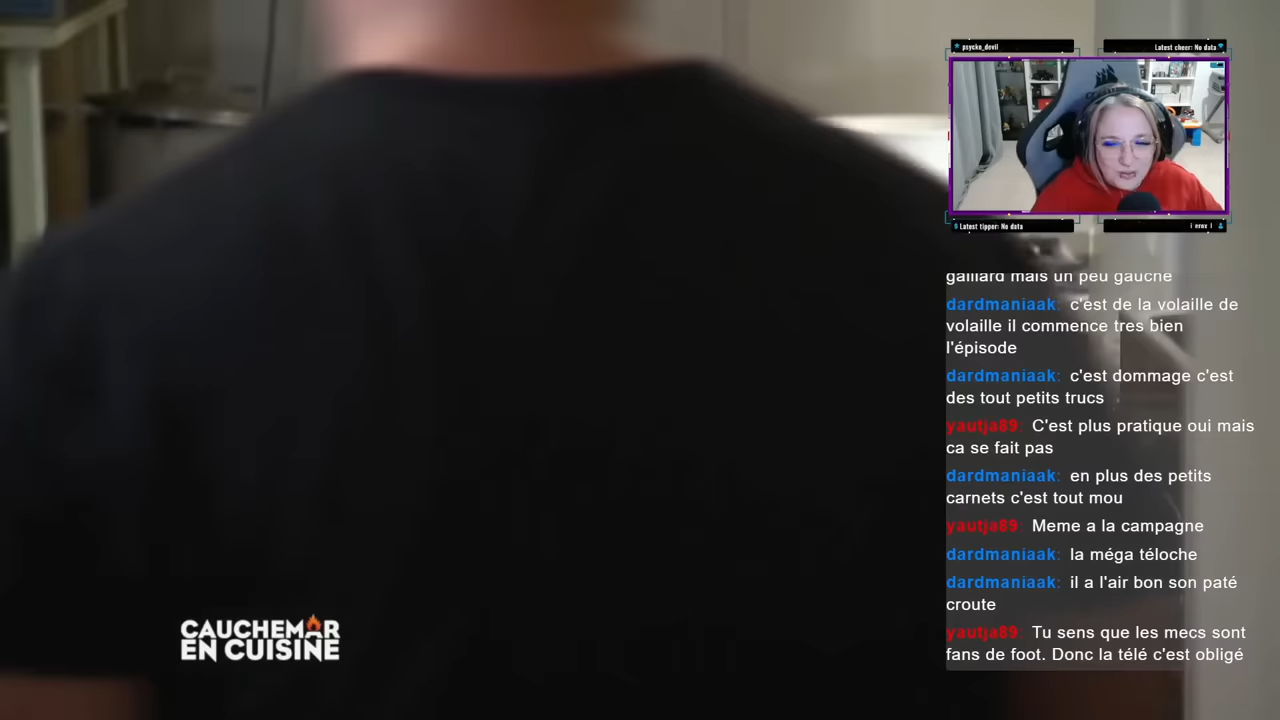 psycko_devil
Latest cheer: No data
Latest tipper: No data
gaillard mais un peu gauche
dardmaniaak: c'est de la volaille de
volaille il commence tres bien
l'épisode
dardmaniaak: c'est dommage c'est
des tout petits trucs
yautja89: C'est plus pratique oui mais
ca se fait pas
dardmaniaak: en plus des petits
carnets c'est tout mou
yautja89: Meme a la campagne
dardmaniaak: la méga téloche
dardmaniaak: il a l'air bon son paté
croute
yautja89: Tu sens que les mecs sont
fans de foot. Donc la télé c'est obligé
CAUCHEMAR
EN CUISINE